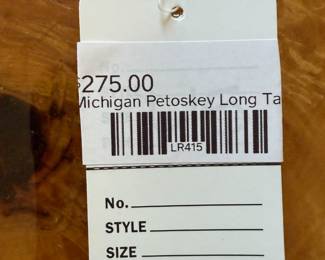 $275.00
Michigan Petoskey Long Ta
LR415
No.
STYLE
SIZE